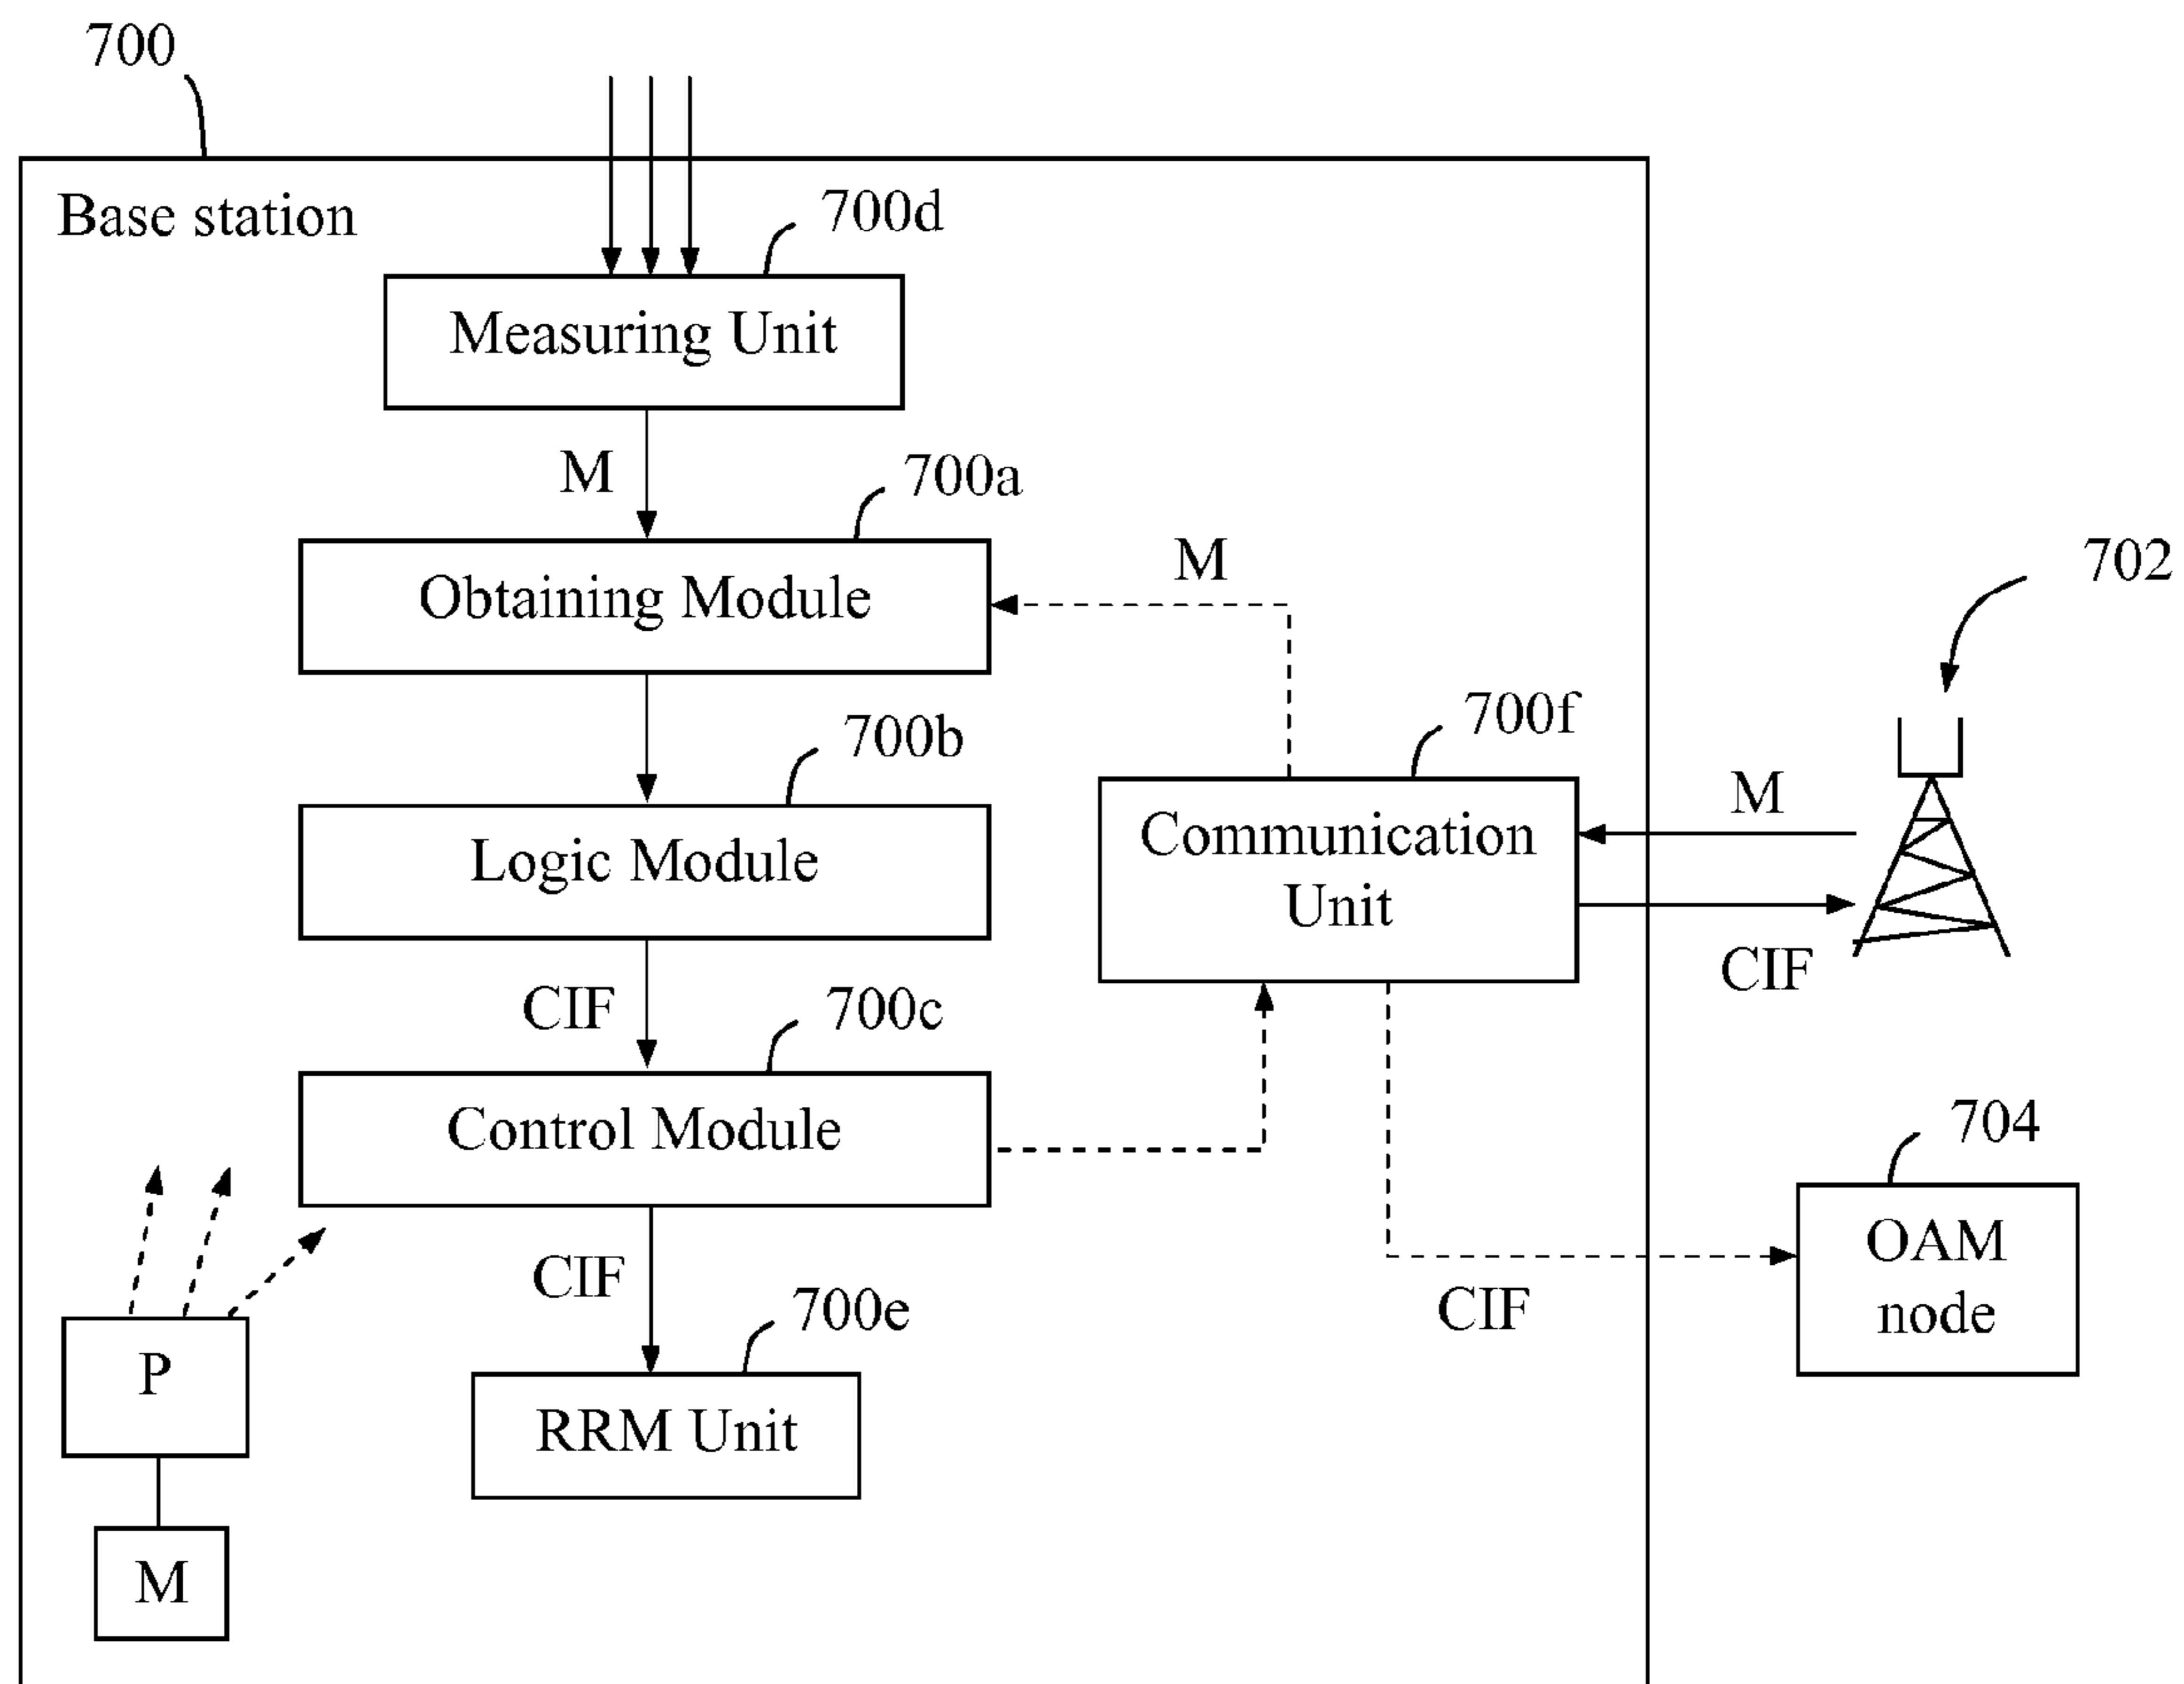 700
Base station
700d
Measuring Unit
M
700a
Obtaining Module
M
702
700b
700f
Logic Module
Communication
Unit
M
CIF
CIF
700c
Control Module
704
OAM
node
CIF
CIF
700e
P
RRM Unit
M